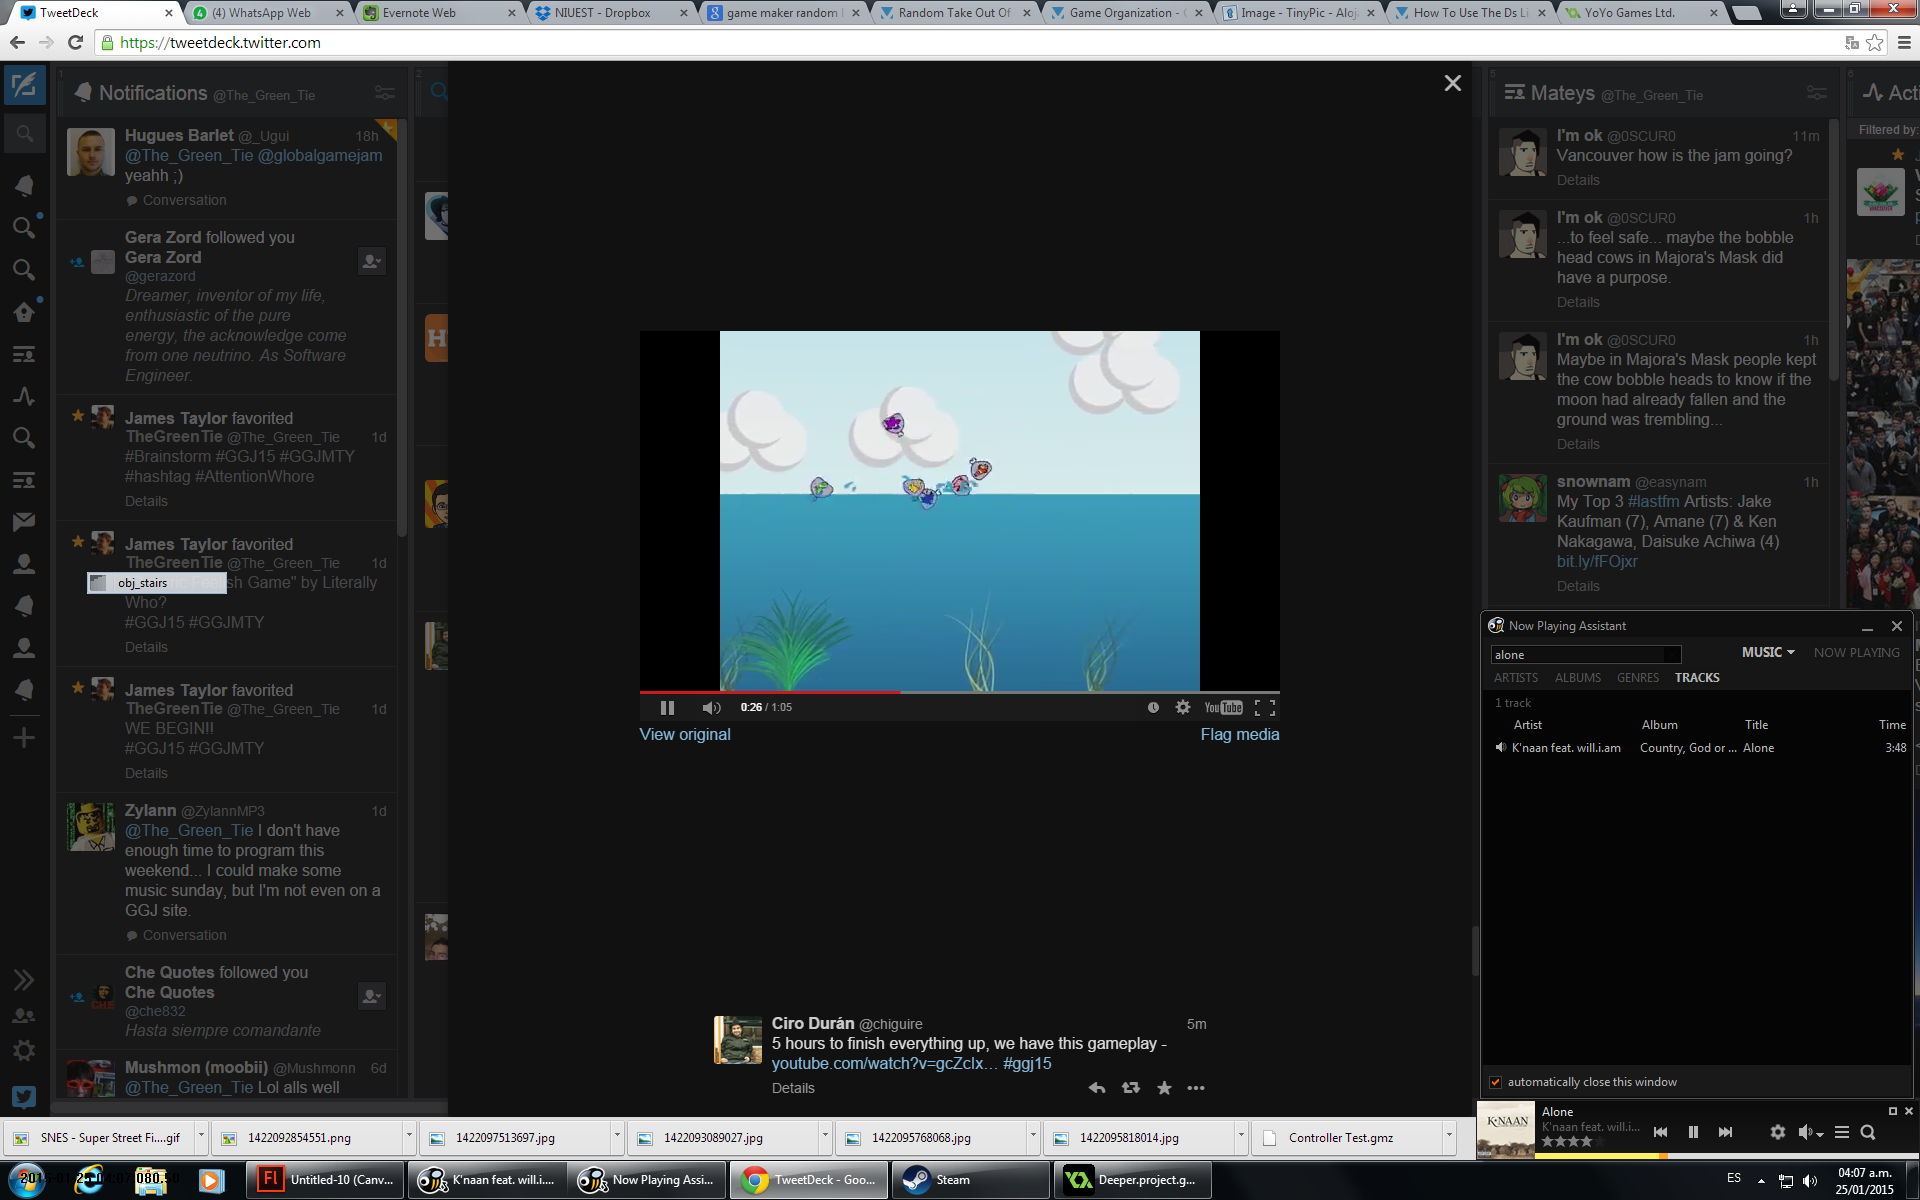 TweetDeck
(4) WhatsApp Web
Evernote Web
NIUEST - Dropbox
game maker random
Random Take Out Of
Game Organization -
Image - TinyPic - Aloj
How To Use The Ds Li
YoYo Games Ltd.
https://tweetdeck.twitter.com
1
Notifications @The_Green_Tie
Hugues Barlet @_Ugui 18h
@The_Green_Tie @globalgamejam
yeahh ;)
Conversation
Gera Zord followed you
Gera Zord
@gerazord
Dreamer, inventor of my life,
enthusiastic of the pure
energy, the acknowledge come
from one neutrino. As Software
Engineer.
James Taylor favorited
TheGreenTie @The_Green_Tie 1d
#Brainstorm #GGJ15 #GGJMTY
#hashtag #AttentionWhore
Details
James Taylor favorited
TheGreenTie @The_Green_Tie 1d
obj_stairs
sh Game" by Literally
Who?
#GGJ15 #GGJMTY
Details
James Taylor favorited
TheGreenTie @The_Green_Tie 1d
WE BEGIN!!
#GGJ15 #GGJMTY
Details
Zylann @ZylannMP3 1d
@The_Green_Tie I don't have
enough time to program this
weekend... I could make some
music sunday, but I'm not even on a
GGJ site.
Conversation
Che Quotes followed you
Che Quotes
@che832
Hasta siempre comandante
Mushmon (moobii) @Mushmonn 6d
@The_Green_Tie Lol alls well
2
0:26 / 1:05
YouTube
View original
Flag media
Ciro Durán @chiguire 5m
5 hours to finish everything up, we have this gameplay -
youtube.com/watch?v=gcZcIx… #ggj15
Details
5
Mateys @The_Green_Tie
I'm ok @0SCUR0 11m
Vancouver how is the jam going?
Details
I'm ok @0SCUR0 1h
...to feel safe... maybe the bobble
head cows in Majora's Mask did
have a purpose.
Details
I'm ok @0SCUR0 1h
Maybe in Majora's Mask people kept
the cow bobble heads to know if the
moon had already fallen and the
ground was trembling...
Details
snownam @easynam 1h
My Top 3 #lastfm Artists: Jake
Kaufman (7), Amane (7) & Ken
Nakagawa, Daisuke Achiwa (4)
bit.ly/fFOjxr
Details
6
Acti
Filtered by:
Now Playing Assistant
alone
MUSIC
NOW PLAYING
ARTISTS ALBUMS GENRES TRACKS
1 track
Artist Album Title Time
K'naan feat. will.i.am Country, God or ... Alone 3:48
automatically close this window
K'NAAN
Alone
K'naan feat. will.i...
SNES - Super Street Fi....gif
1422092854551.png
1422097513697.jpg
1422093089027.jpg
1422095768068.jpg
1422095818014.jpg
Controller Test.gmz
Untitled-10 (Canv...
K'naan feat. will.i....
Now Playing Assi...
TweetDeck - Goo...
Steam
Deeper.project.g...
ES
04:07 a.m.
25/01/2015